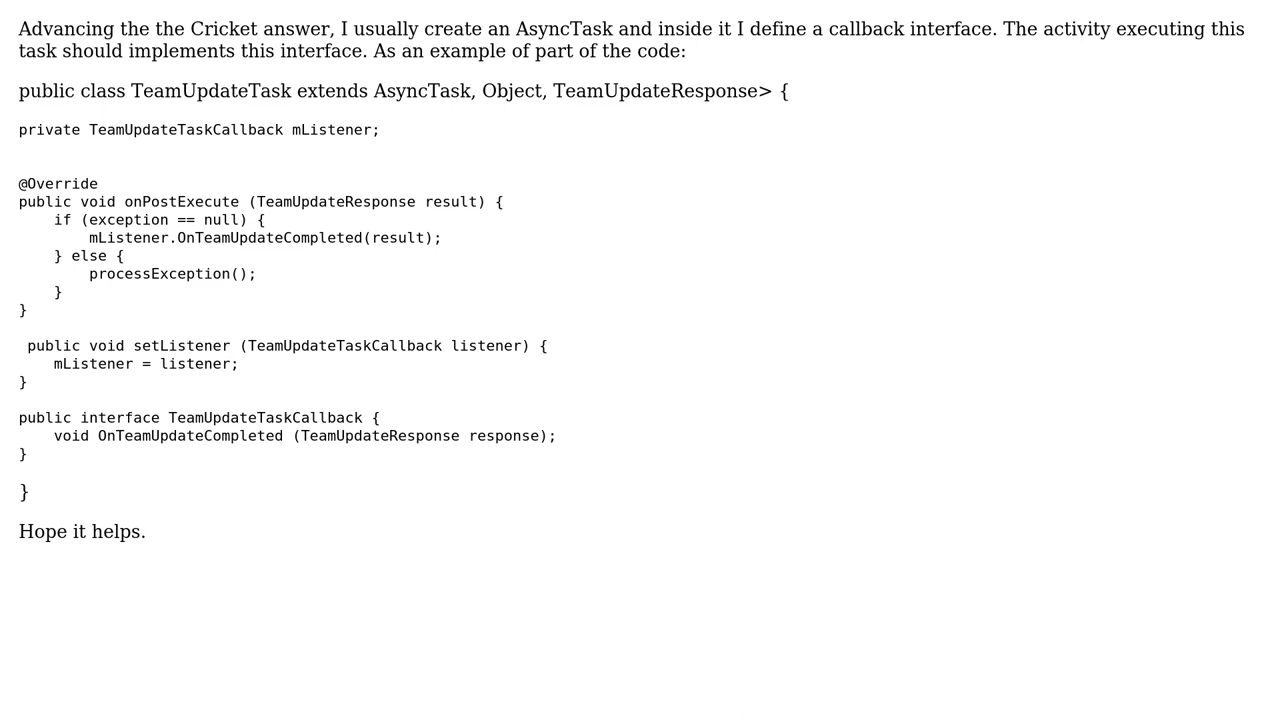 Advancing the the Cricket answer, I usually create an AsyncTask and inside it I define a callback interface. The activity executing this
task should implements this interface. As an example of part of the code:
public class TeamUpdateTask extends AsyncTask, Object, TeamUpdateResponse> {
private TeamUpdateTaskCallback mListener;
@Override
public void onPostExecute (TeamUpdateResponse result) {
    if (exception == null) {
        mListener.OnTeamUpdateCompleted(result);
    } else {
        processException();
    }
}
 public void setListener (TeamUpdateTaskCallback listener) {
    mListener = listener;
}
public interface TeamUpdateTaskCallback {
    void OnTeamUpdateCompleted (TeamUpdateResponse response);
}
}
Hope it helps.